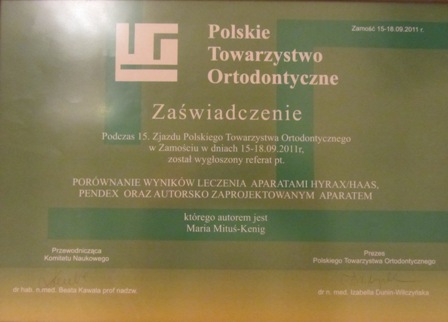 Polskie
Towarzystwo
Ortodontyczne
Zamość 15-18.09.2011 r.
Zaświadczenie
Podczas 15. Zjazdu Polskiego Towarzystwa Ortodontycznego
w Zamościu w dniach 15-18.09.2011r,
został wygłoszony referat pt.
PORÓWNANIE WYNIKÓW LECZENIA APARATAMI HYRAX/HAAS,
PENDEX ORAZ AUTORSKO ZAPROJEKTOWANYM APARATEM
którego autorem jest
Maria Mituś-Kenig
Przewodnicząca
Komitetu Naukowego
Prezes
Polskiego Towarzystwa Ortodontycznego
dr hab. n.med. Beata Kawala prof nadzw.
dr n. med. Izabella Dunin-Wilczyńska